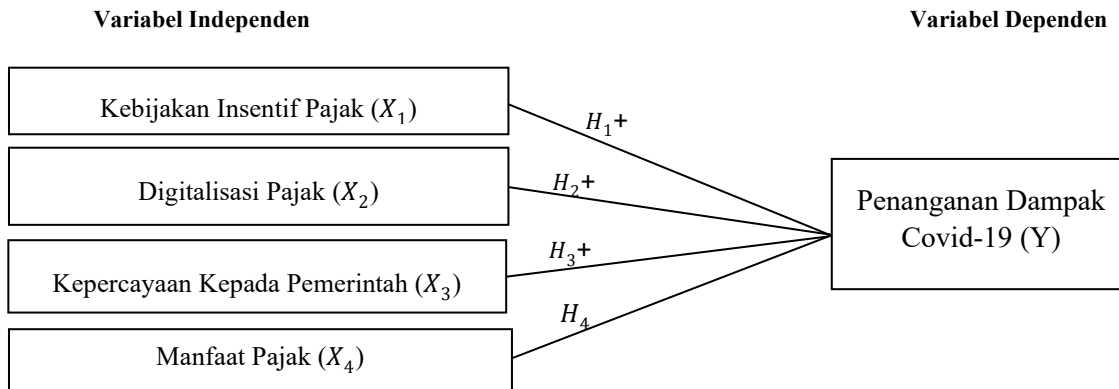 Variabel Independen
Variabel Dependen
Kebijakan Insentif Pajak (X₁)
H₁+
Digitalisasi Pajak (X₂)
H₂+
Kepercayaan Kepada Pemerintah (X₃)
H₃+
Manfaat Pajak (X₄)
H₄
Penanganan Dampak
Covid-19 (Y)